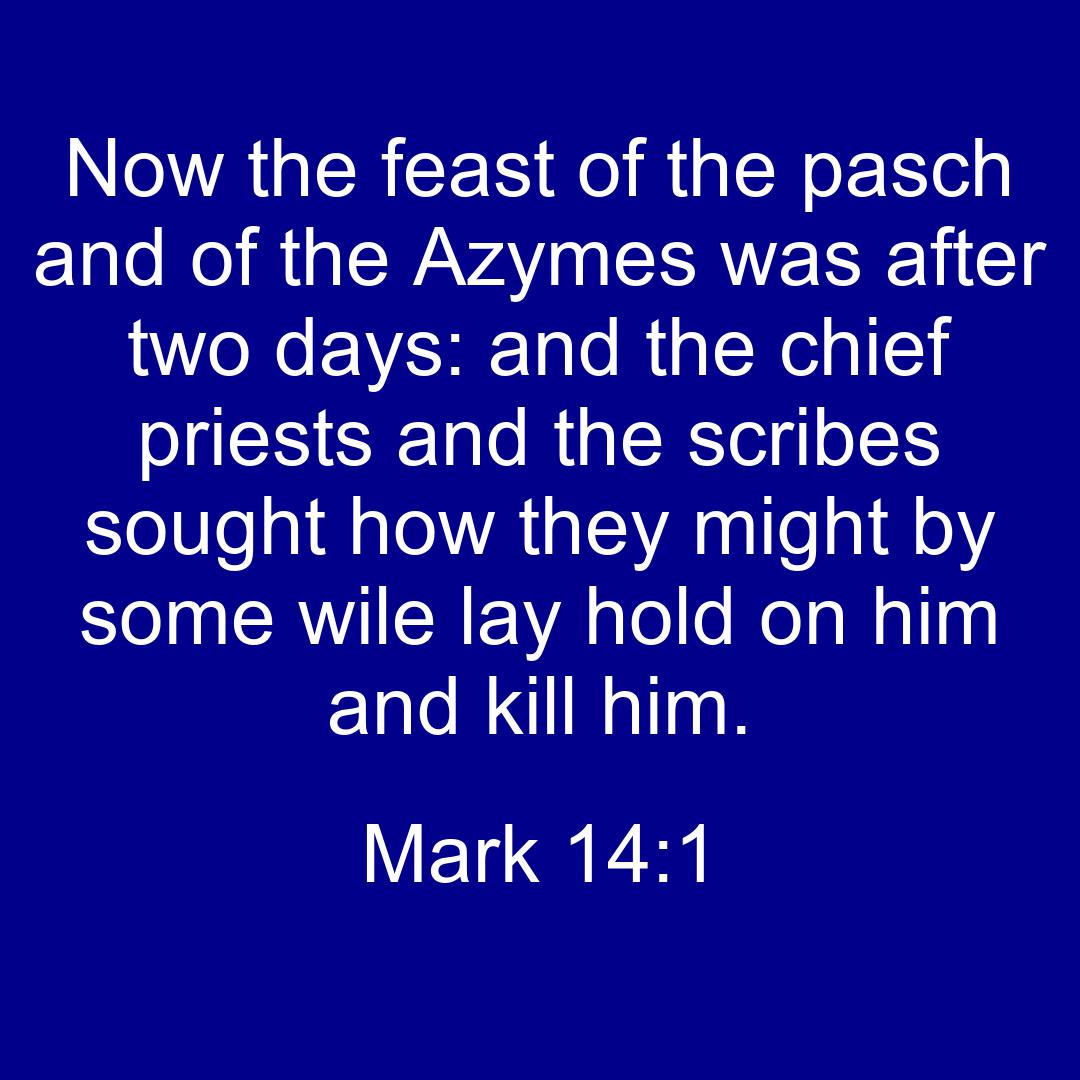 Now the feast of the pasch
and of the Azymes was after
two days: and the chief
priests and the scribes
sought how they might by
some wile lay hold on him
and kill him.
Mark 14:1